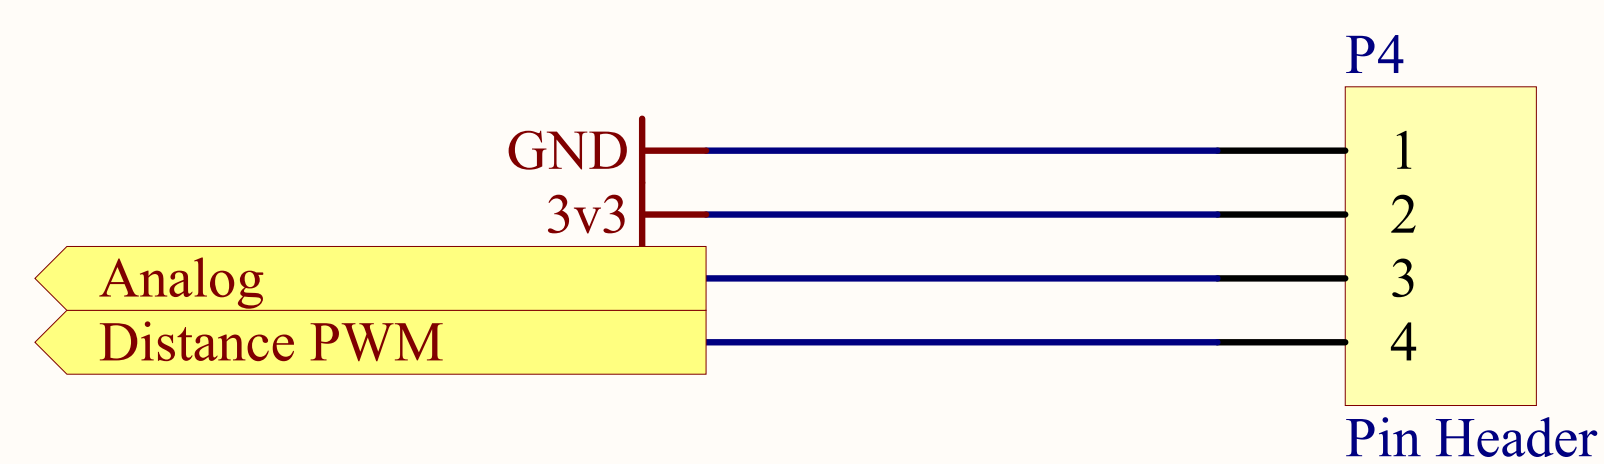 P4
GND 1
3v3 2
Analog 3
Distance PWM 4
Pin Header